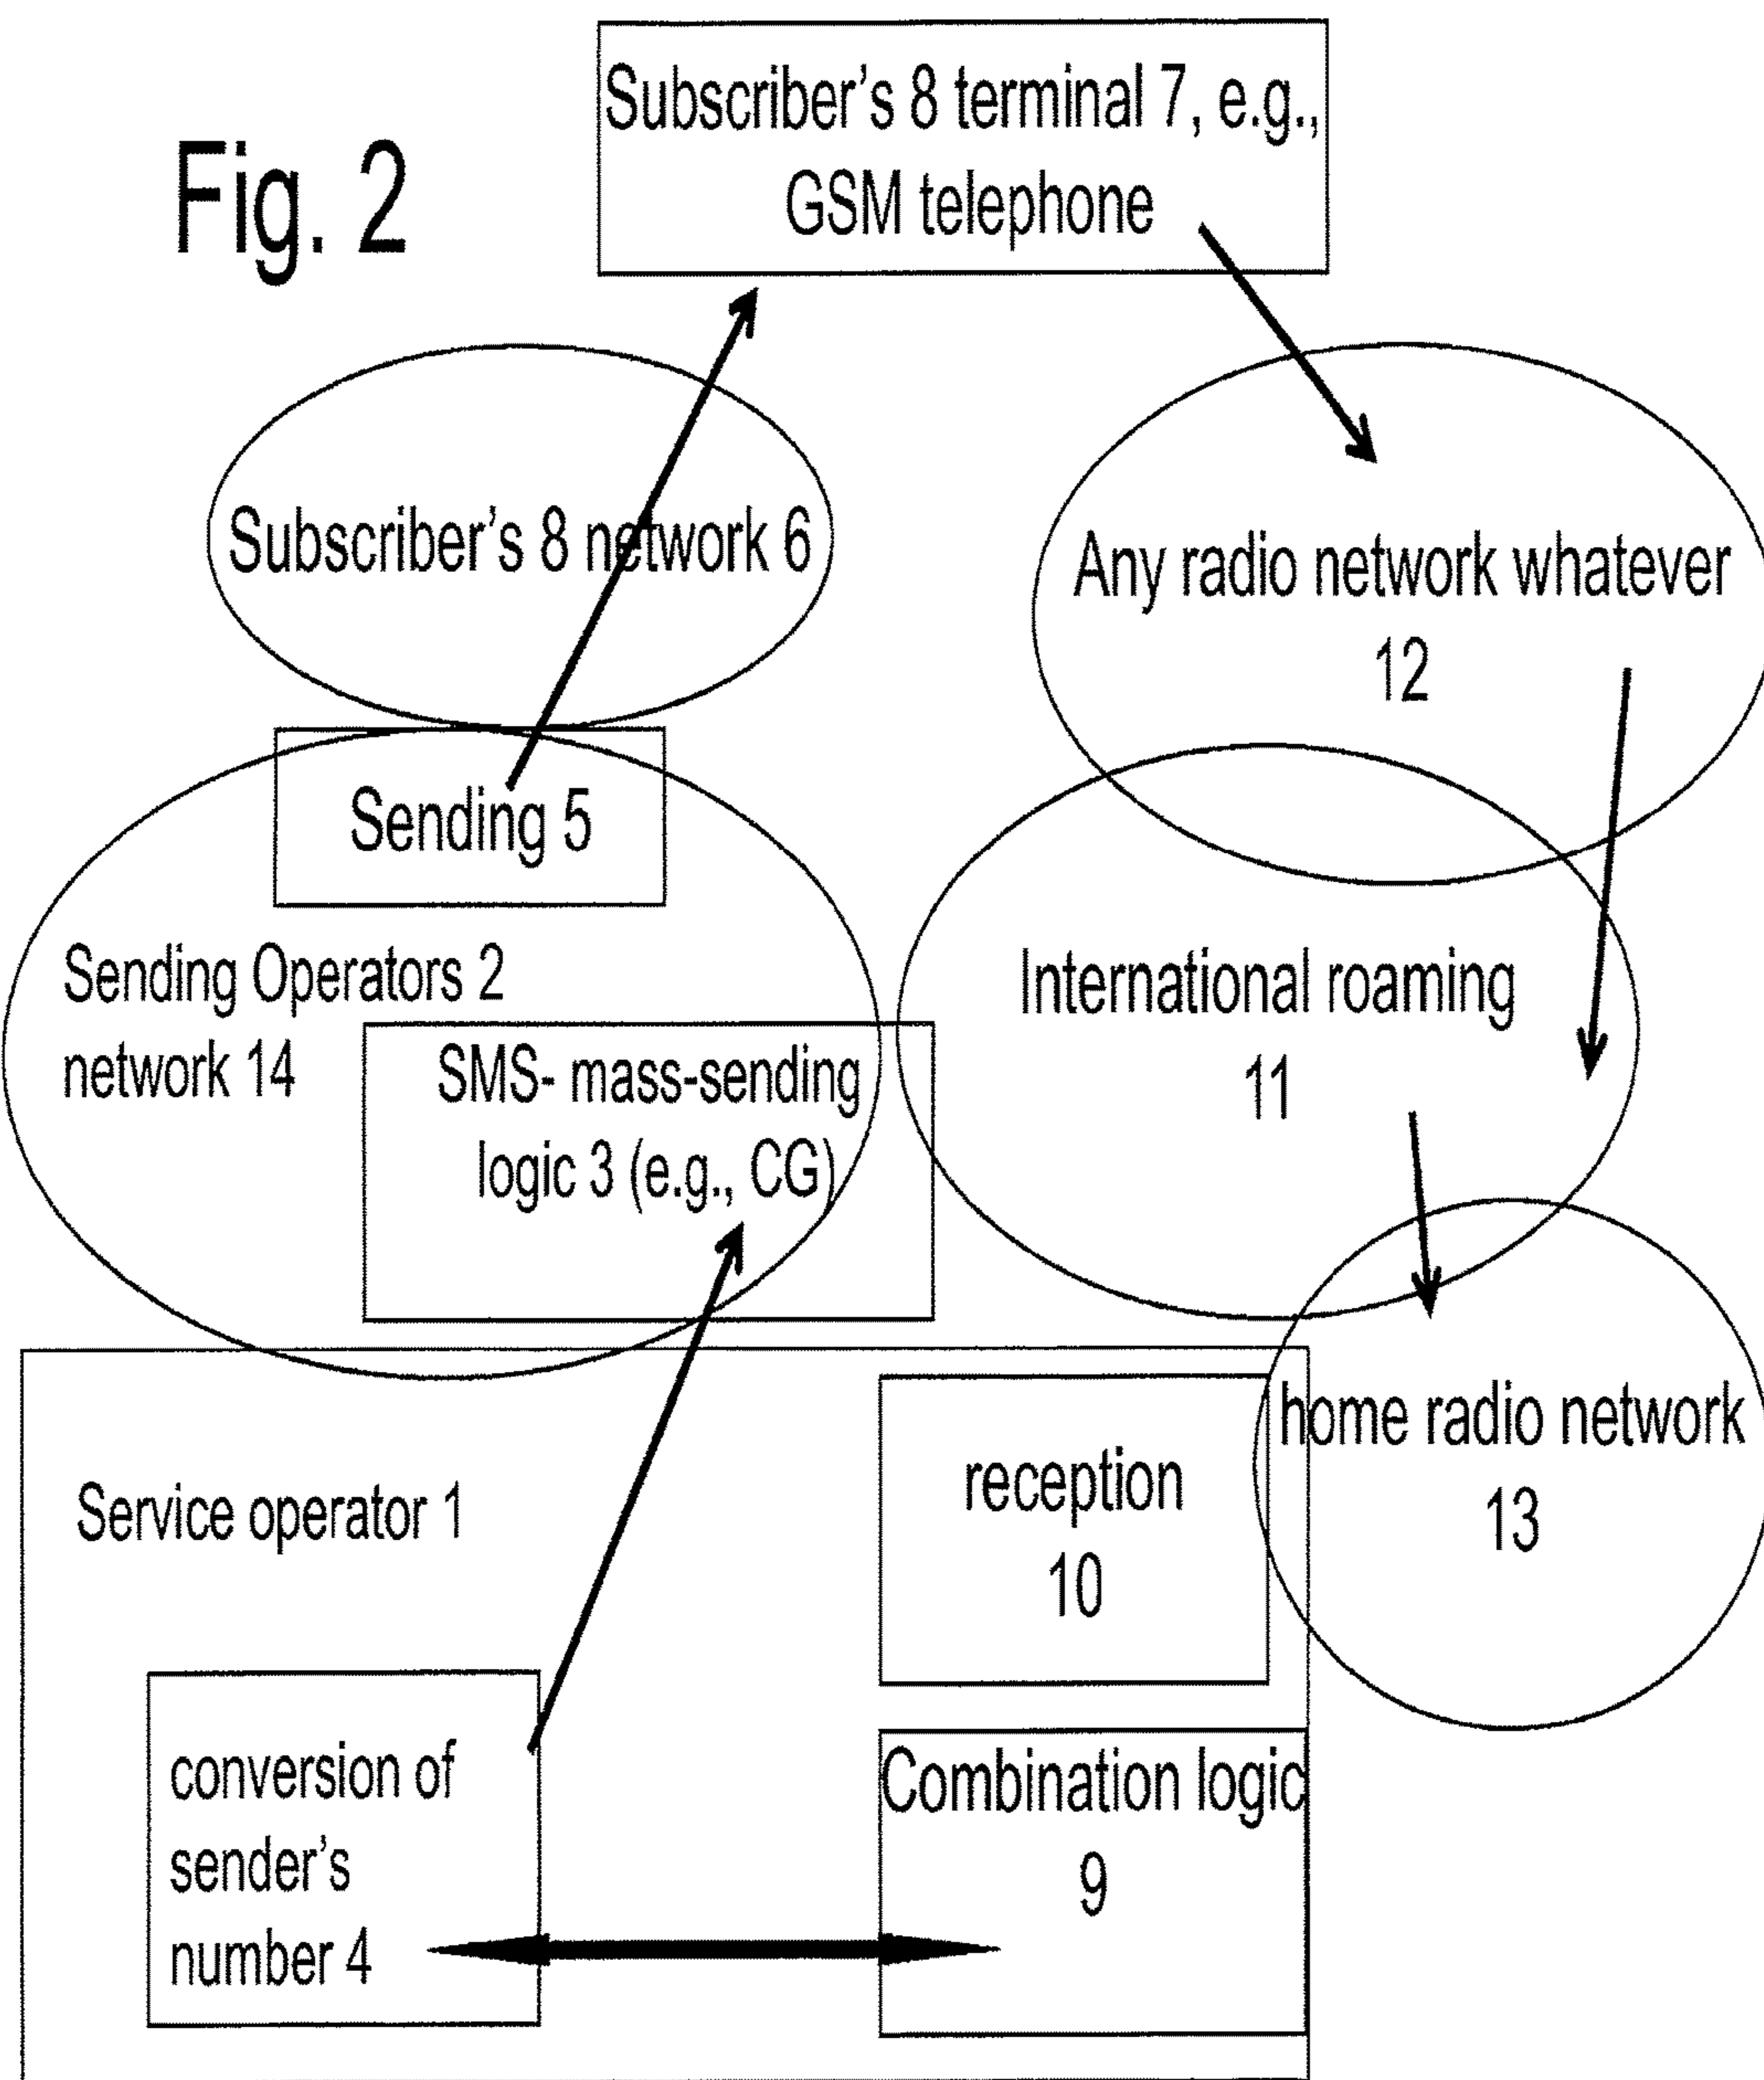 Fig. 2
Subscriber's 8 terminal 7, e.g.,
GSM telephone
Subscriber's 8 network 6
Any radio network whatever
12
Sending 5
Sending Operators 2
network 14
SMS- mass-sending
logic 3 (e.g., CG)
International roaming
11
home radio network
13
Service operator 1
reception
10
conversion of
sender's
number 4
Combination logic
9